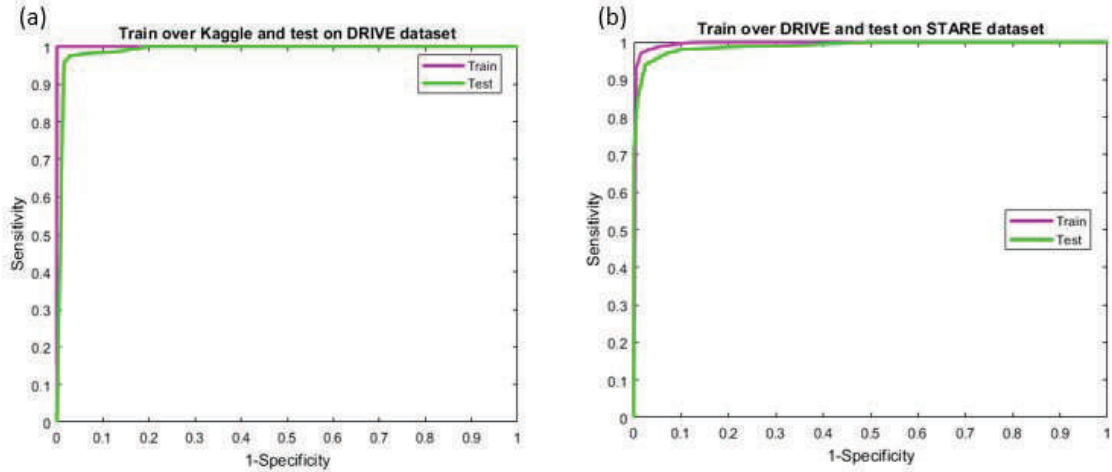 (a)
Train over Kaggle and test on DRIVE dataset
1
0.9
0.8
0.7
0.6
0.5
0.4
0.3
0.2
0.1
0
Sensitivity
Train
Test
0 0.1 0.2 0.3 0.4 0.5 0.6 0.7 0.8 0.9 1
1-Specificity
(b)
Train over DRIVE and test on STARE dataset
1
0.9
0.8
0.7
0.6
0.5
0.4
0.3
0.2
0.1
0
Sensitivity
Train
Test
0 0.1 0.2 0.3 0.4 0.5 0.6 0.7 0.8 0.9 1
1-Specificity